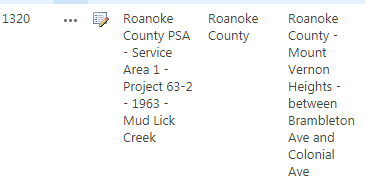 1320
Roanoke
County PSA
- Service
Area 1 -
Project 63-2
- 1963 -
Mud Lick
Creek
Roanoke
County
Roanoke
County -
Mount
Vernon
Heights -
between
Brambleton
Ave and
Colonial
Ave